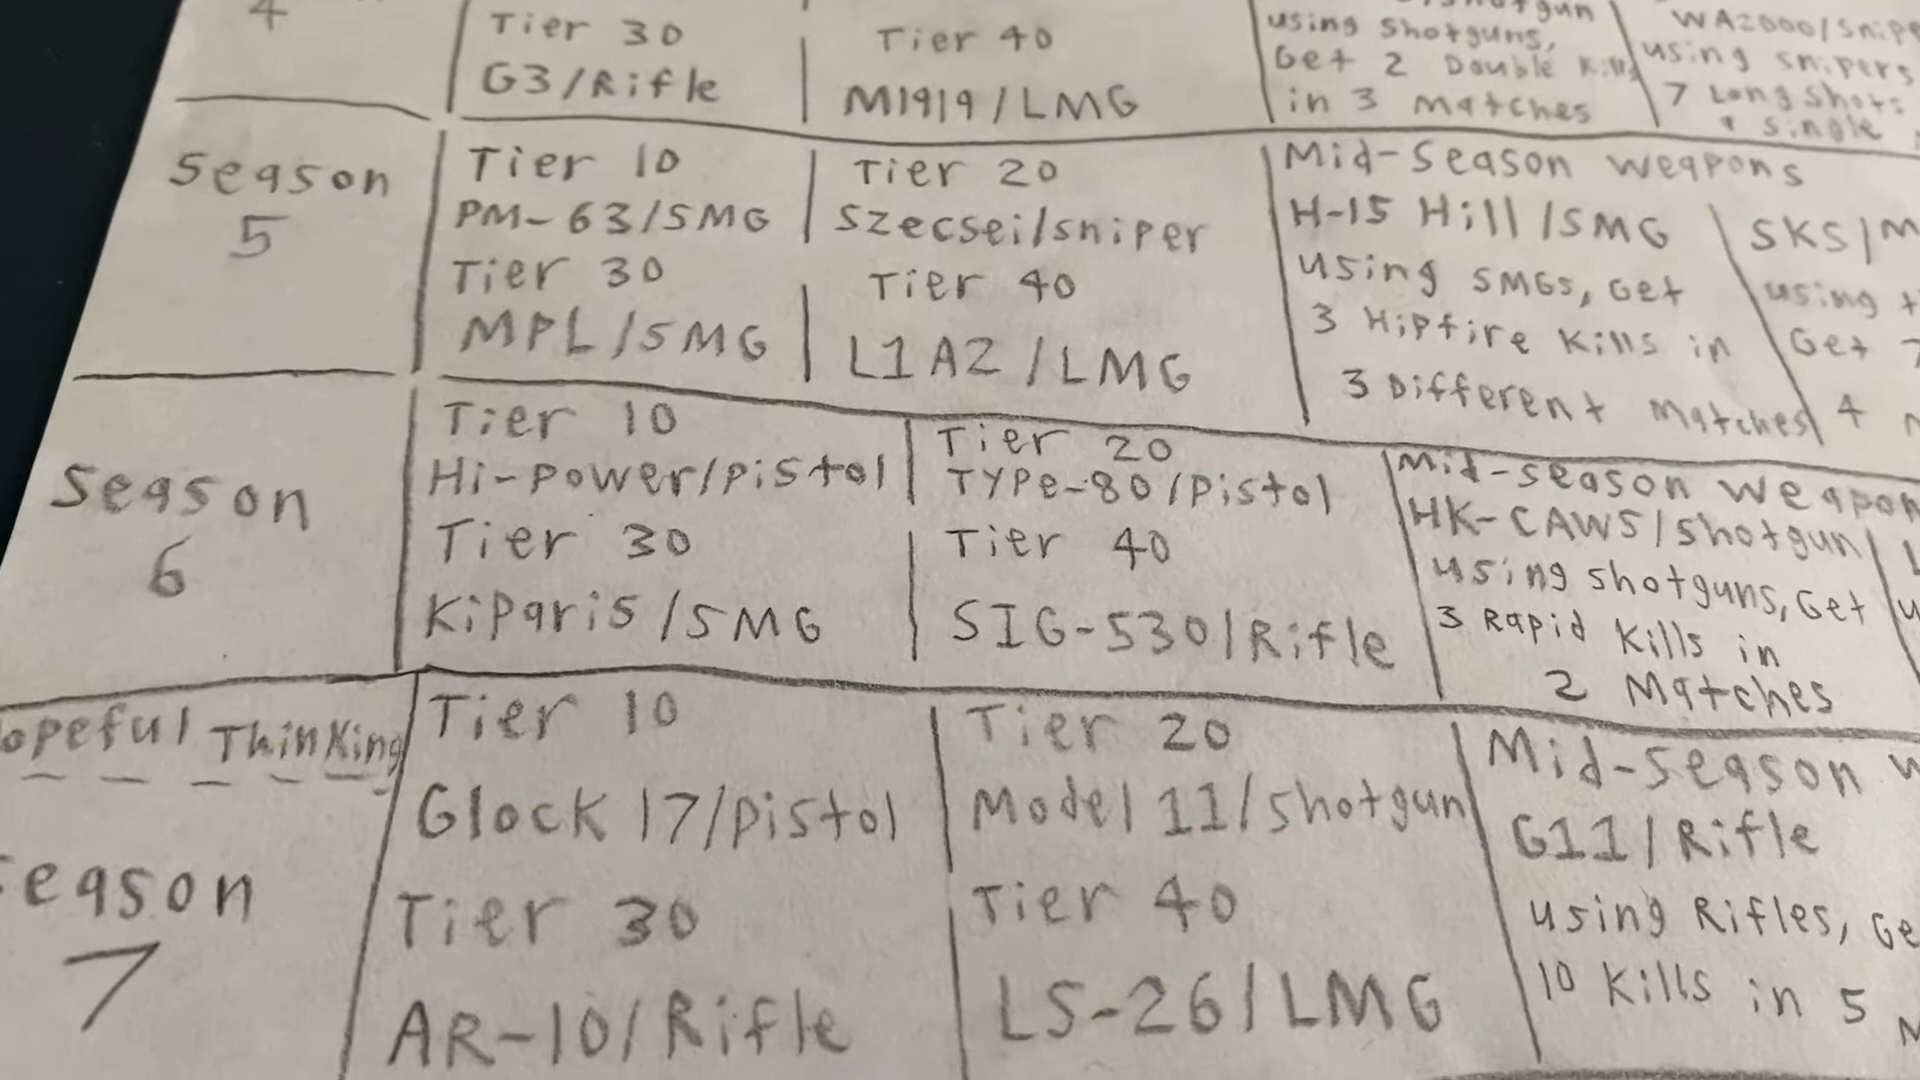 4
Tier 30
G3/Rifle
Tier 40
M1919/LMG
using Shotguns,
Get 2 Double Kills
in 3 Matches
WA2000/Snipe
using snipers
7 Longshots
a single
Season
5
Tier 10
PM-63/SMG
Tier 20
Szecsei/sniper
Tier 30
MPL/SMG
Tier 40
L1A2/LMG
Mid-Season weapons
H-15 Hill/SMG
using SMGs, Get
3 Hipfire Kills in
3 Different Matches
SKS/M
using
Get 7
4
Season
6
Tier 10
Hi-Power/Pistol
Tier 20
TYPe-80/Pistol
Tier 30
Kiparis/SMG
Tier 40
SIG-530/Rifle
Mid-season weapon
HK-CAWS/Shotgun
using shotguns, Get
3 Rapid Kills in
2 Matches
opeful Thinking
eason
7
Tier 10
Glock 17/Pistol
Tier 20
Model 11/Shotgun
Tier 30
AR-10/Rifle
Tier 40
LS-26/LMG
Mid-Season w
G11/Rifle
using Rifles, Ge
10 Kills in 5 M